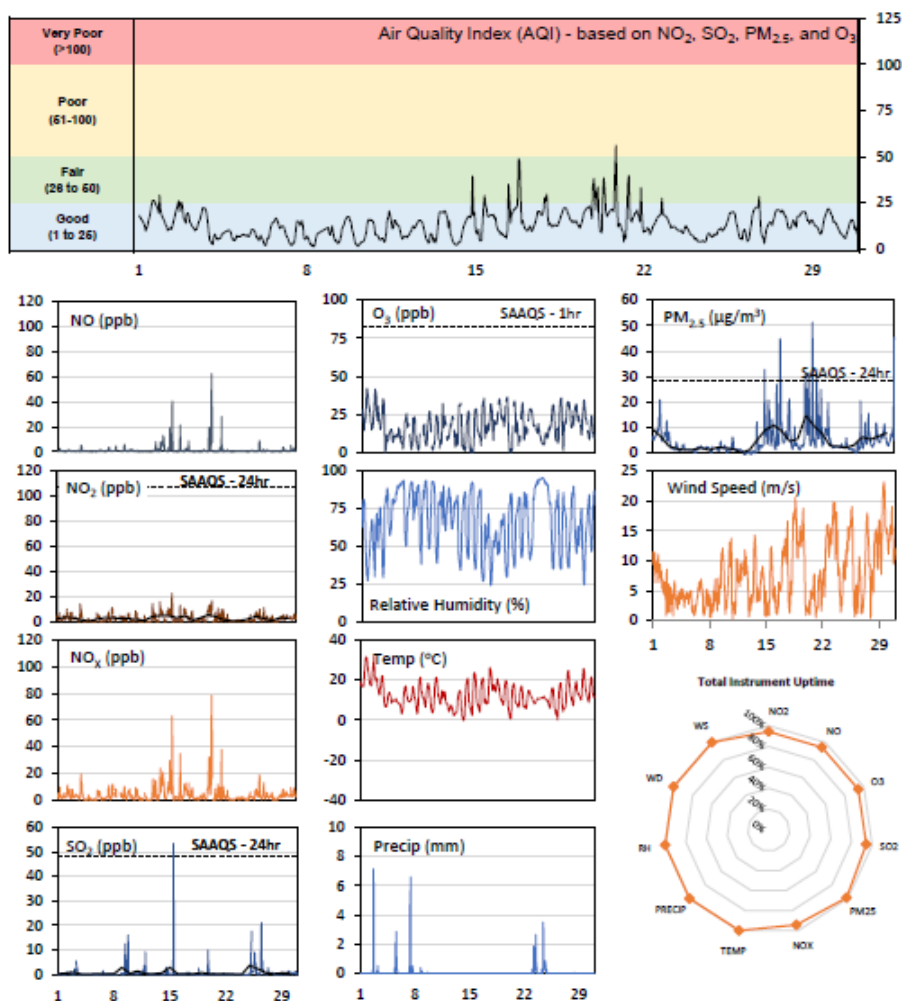 Air Quality Index (AQI) - based on NO₂, SO₂, PM₂.₅, and O₃
Very Poor
(>100)
Poor
(51-100)
Fair
(26 to 50)
Good
(1 to 25)
125
100
75
50
25
0
1 8 15 22 29
NO (ppb)
120
100
80
60
40
20
0
O₃ (ppb)
SAAQS - 1hr
100
75
50
25
0
PM₂.₅ (µg/m³)
SAAQS - 24hr
60
50
40
30
20
10
0
NO₂ (ppb)
SAAQS - 24hr
120
100
80
60
40
20
0
100
75
50
25
0
Relative Humidity (%)
Wind Speed (m/s)
25
20
15
10
5
0
1 8 15 22 29
NOₓ (ppb)
120
100
80
60
40
20
0
Temp (°C)
40
20
0
-20
-40
Total Instrument Uptime
NO2
NO
O3
SO2
PM25
NOX
TEMP
PRECIP
RH
WD
WS
100%
80%
60%
40%
20%
0%
SO₂ (ppb)
SAAQS - 24hr
60
50
40
30
20
10
0
1 8 15 22 29
Precip (mm)
10
8
6
4
2
0
1 8 15 22 29